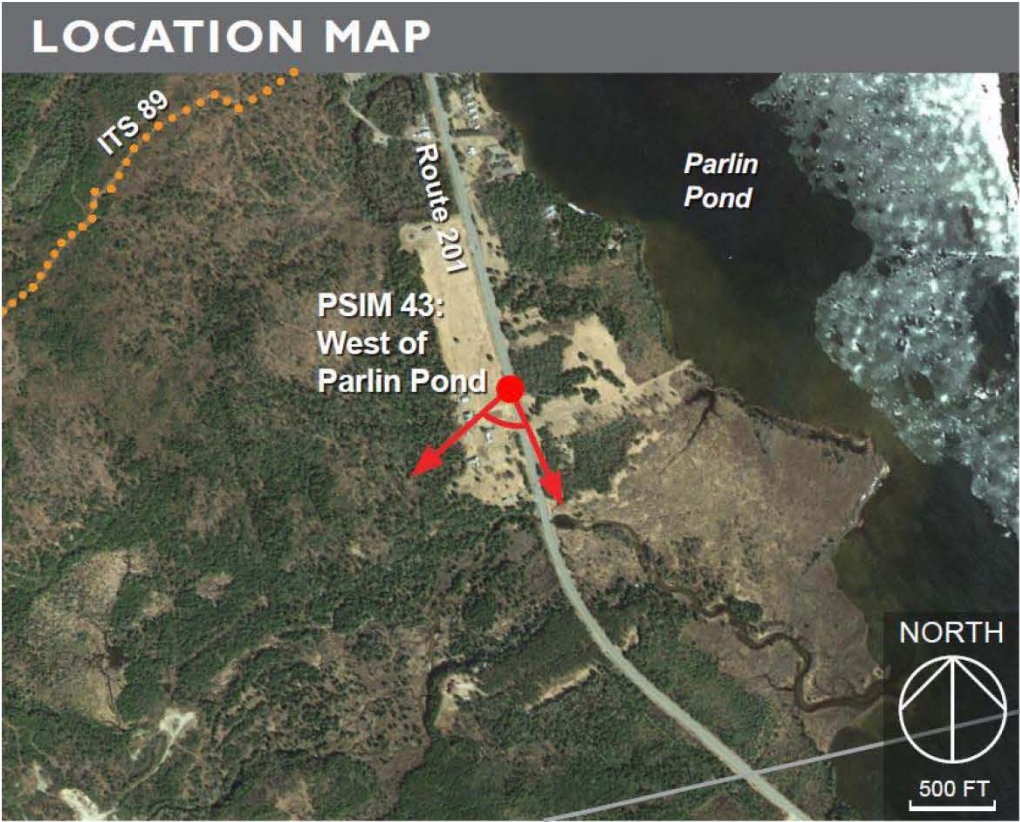 LOCATION MAP
ITS 89
Route 201
Parlin
Pond
PSIM 43:
West of
Parlin Pond
NORTH
500 FT